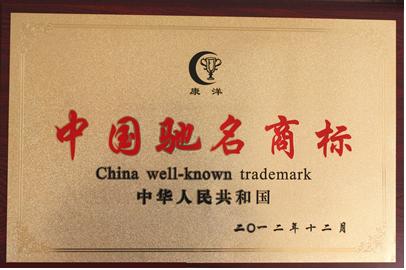 康洋
中国驰名商标
China well-known trademark
中华人民共和国
二〇一二年十二月